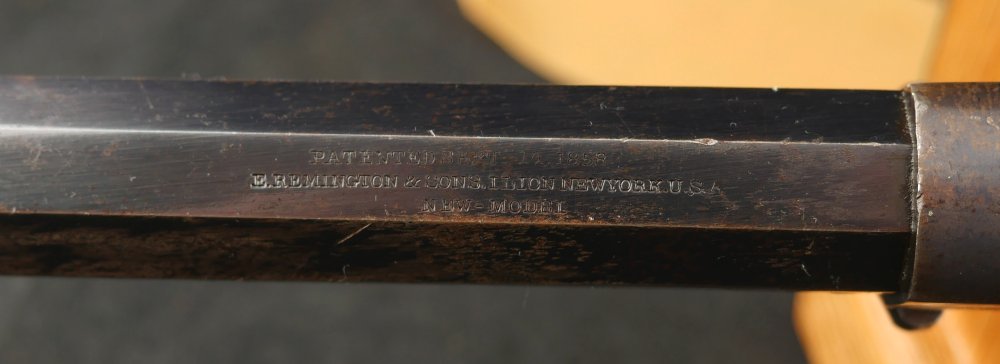 PATENTED SEPT. 14, 1858
E. REMINGTON & SONS. ILION NEW YORK. U.S.A
NEW-MODEL